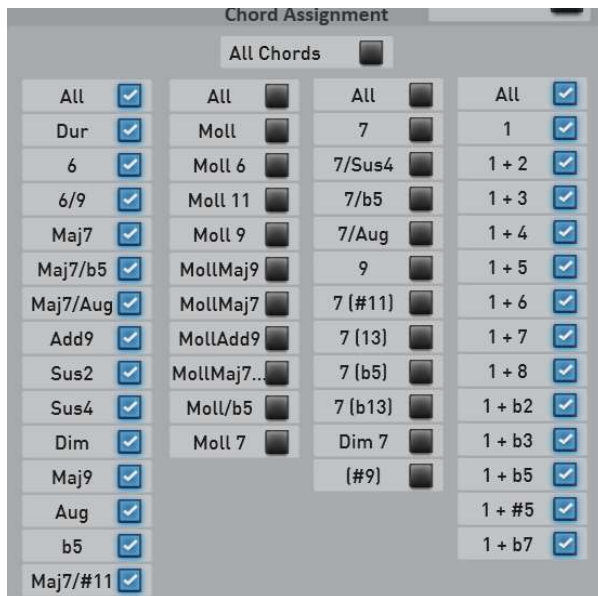 Chord Assignment
All Chords
All All All All
Dur Moll 7 1
6 Moll 6 7/Sus4 1 + 2
6/9 Moll 11 7/b5 1 + 3
Maj7 Moll 9 7/Aug 1 + 4
Maj7/b5 MollMaj9 9 1 + 5
Maj7/Aug MollMaj7 7 (#11) 1 + 6
Add9 MollAdd9 7 (13) 1 + 7
Sus2 MollMaj7... 7 (b5) 1 + 8
Sus4 Moll/b5 7 (b13) 1 + b2
Dim Moll 7 Dim 7 1 + b3
Maj9 (#9) 1 + b5
Aug 1 + #5
b5 1 + b7
Maj7/#11